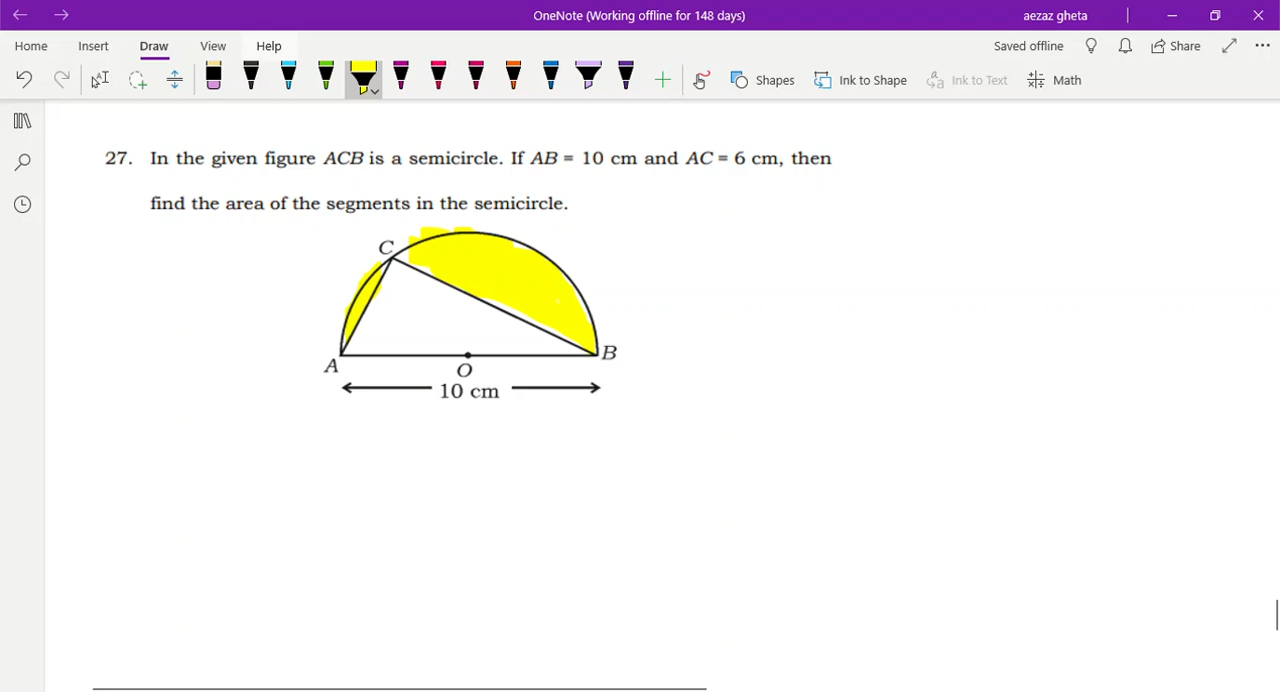 OneNote (Working offline for 148 days)
aezaz gheta
Home Insert Draw View Help
Saved offline Share
Shapes Ink to Shape Ink to Text Math
27. In the given figure ACB is a semicircle. If AB = 10 cm and AC = 6 cm, then
find the area of the segments in the semicircle.
C
A
O
B
10 cm